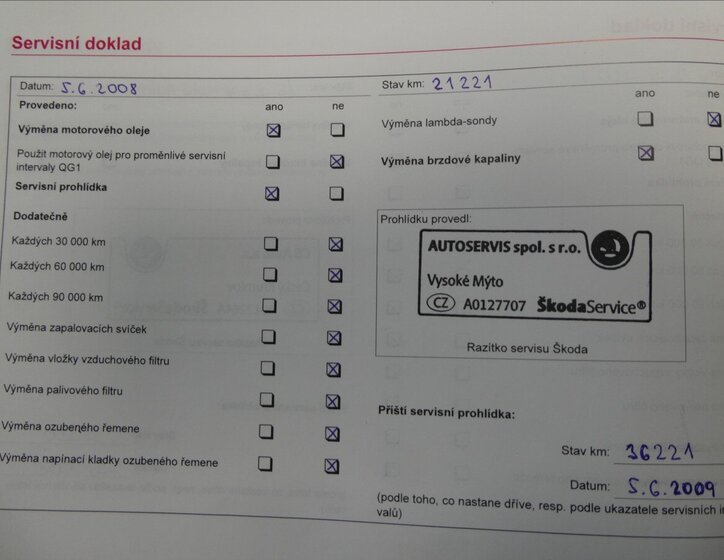 Servisní doklad
Datum: 5.6.2008
Provedeno: ano ne
Výměna motorového oleje
Použit motorový olej pro proměnlivé servisní
intervaly QG1
Servisní prohlídka
Dodatečně
Každých 30 000 km
Každých 60 000 km
Každých 90 000 km
Výměna zapalovacích svíček
Výměna vložky vzduchového filtru
Výměna palivového filtru
Výměna ozubeného řemene
Výměna napínací kladky ozubeného řemene
Stav km: 21221
ano ne
Výměna lambda-sondy
Výměna brzdové kapaliny
Prohlídku provedl:
AUTOSERVIS spol. s r.o.
Vysoké Mýto
CZ A0127707 ŠkodaService®
Razítko servisu Škoda
Příští servisní prohlídka:
Stav km: 36221
Datum: 5.6.2009
(podle toho, co nastane dříve, resp. podle ukazatele servisních
valů)